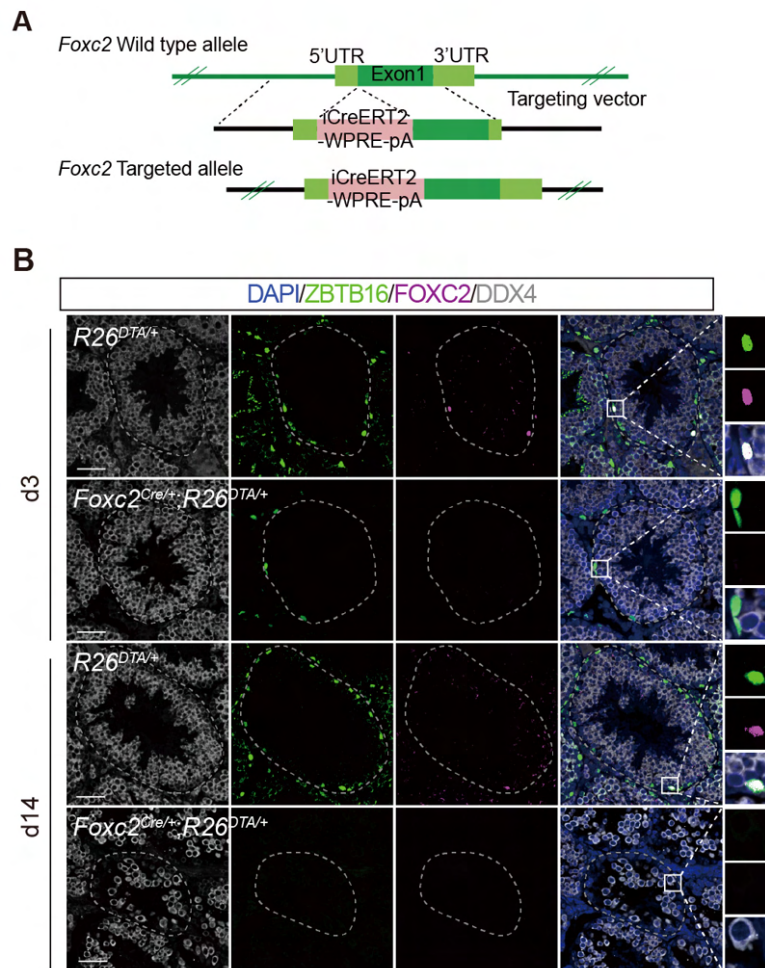 A
Foxc2 Wild type allele
5'UTR
3'UTR
Exon1
Targeting vector
iCreERT2
-WPRE-pA
Foxc2 Targeted allele
iCreERT2
-WPRE-pA
B
DAPI/ZBTB16/FOXC2/DDX4
d3
R26DTA/+
Foxc2Cre/+;R26DTA/+
d14
R26DTA/+
Foxc2Cre/+;R26DTA/+